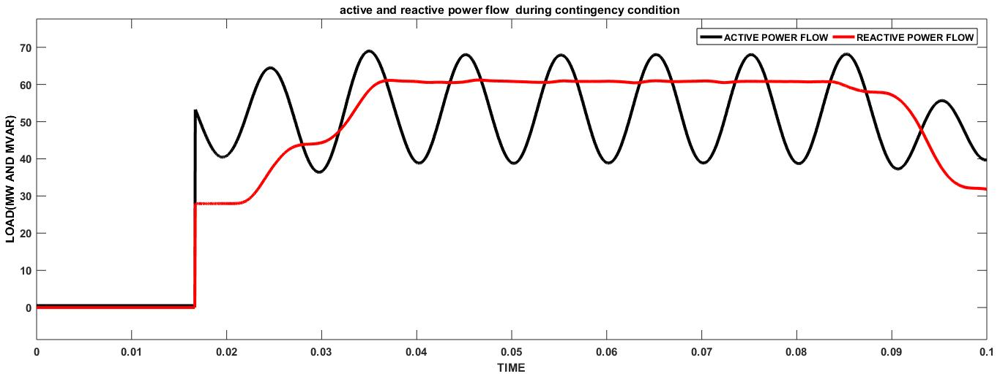 active and reactive power flow  during contingency condition
ACTIVE POWER FLOW REACTIVE POWER FLOW
LOAD(MW AND MVAR)
70
60
50
40
30
20
10
0
0 0.01 0.02 0.03 0.04 0.05 0.06 0.07 0.08 0.09 0.1
TIME